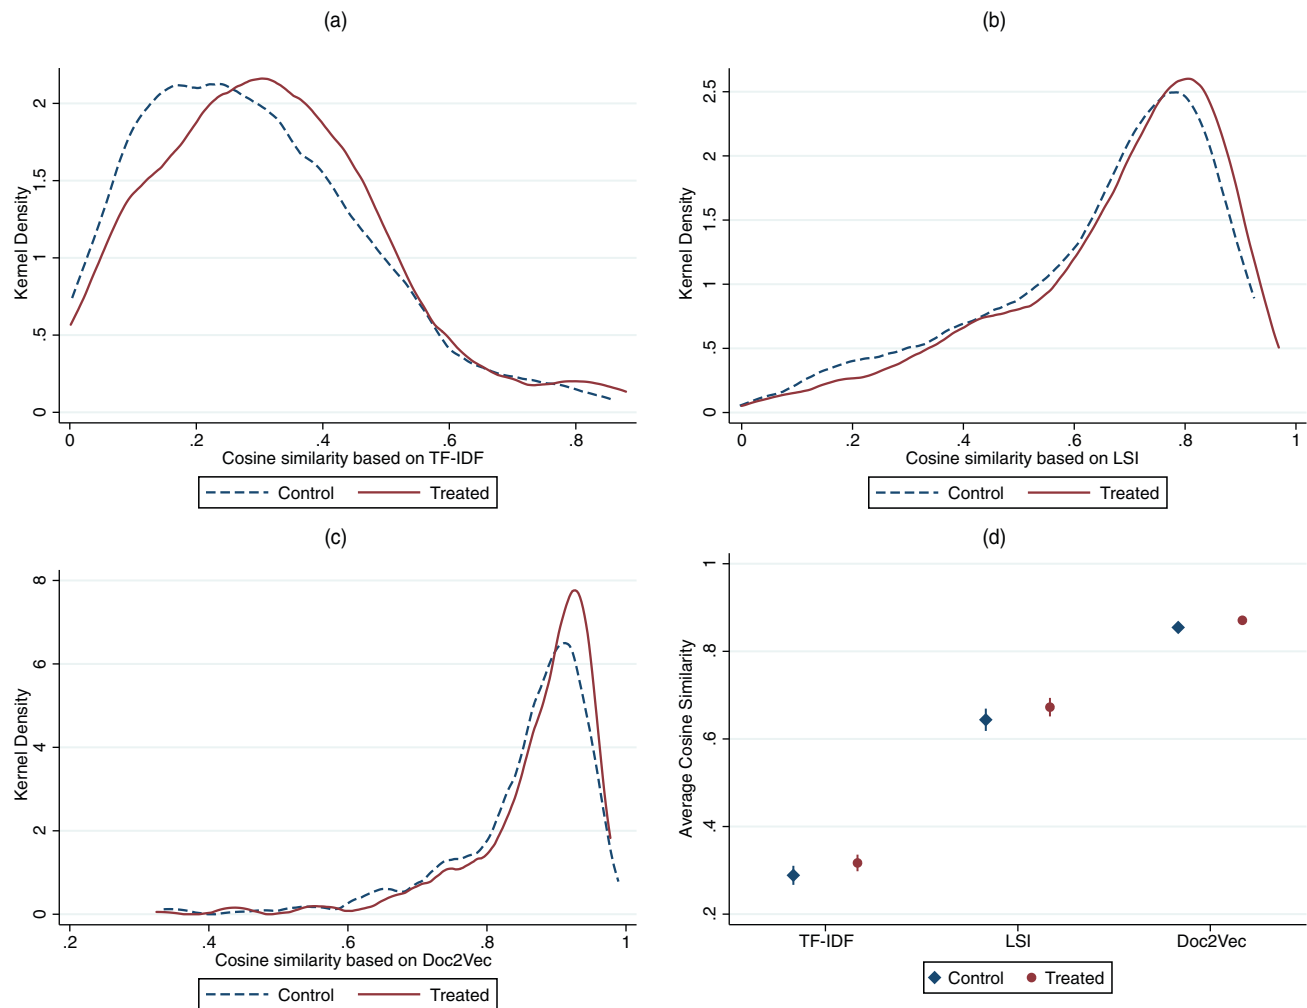 (a)
Kernel Density
0 .5 1 1.5 2
0 .2 .4 .6 .8
Cosine similarity based on TF-IDF
Control Treated
(b)
Kernel Density
0 .5 1 1.5 2 2.5
0 .2 .4 .6 .8 1
Cosine similarity based on LSI
Control Treated
(c)
Kernel Density
0 2 4 6 8
.2 .4 .6 .8 1
Cosine similarity based on Doc2Vec
Control Treated
(d)
Average Cosine Similarity
.2 .4 .6 .8 1
TF-IDF LSI Doc2Vec
Control Treated